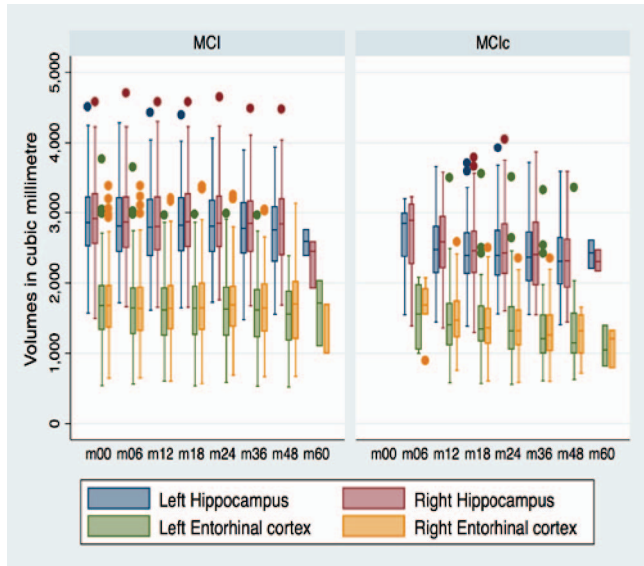 MCI
MCIc
Volumes in cubic millimetre
5,000
4,000
3,000
2,000
1,000
0
m00 m06 m12 m18 m24 m36 m48 m60
m00 m06 m12 m18 m24 m36 m48 m60
Left Hippocampus
Right Hippocampus
Left Entorhinal cortex
Right Entorhinal cortex